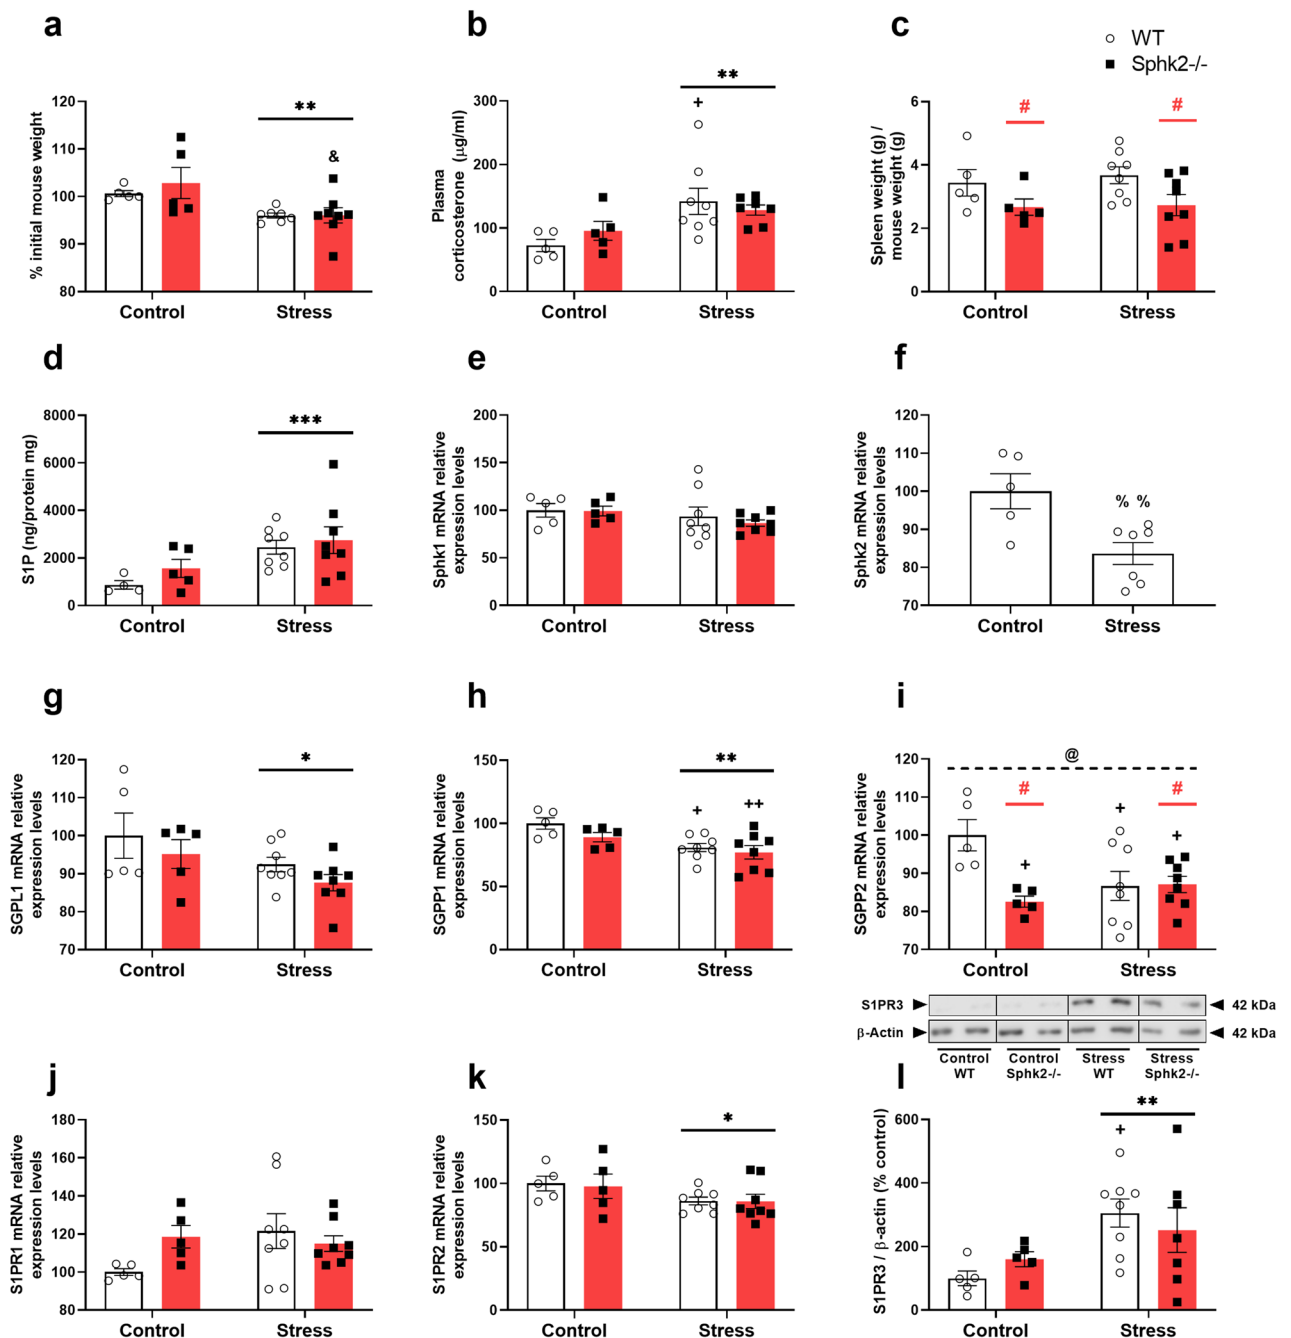 a
b
c
WT
Sphk2-/-
% initial mouse weight
120
110
100
90
80
**
&
Control
Stress
Plasma
corticosterone (µg/ml)
300
200
100
0
**
+
Control
Stress
Spleen weight (g) /
mouse weight (g)
6
4
2
0
#
#
Control
Stress
d
e
f
S1P (ng/protein mg)
8000
6000
4000
2000
0
***
Control
Stress
Sphk1 mRNA relative
expression levels
200
150
100
50
0
Control
Stress
Sphk2 mRNA relative
expression levels
120
110
100
90
80
70
% %
Control
Stress
g
h
i
SGPL1 mRNA relative
expression levels
120
110
100
90
80
70
*
Control
Stress
SGPP1 mRNA relative
expression levels
150
100
50
0
**
+
++
Control
Stress
SGPP2 mRNA relative
expression levels
120
110
100
90
80
70
@
#
#
+
+
+
Control
Stress
S1PR3
42 kDa
β-Actin
42 kDa
Control
WT
Control
Sphk2-/-
Stress
WT
Stress
Sphk2-/-
j
k
l
S1PR1 mRNA relative
expression levels
180
160
140
120
100
80
Control
Stress
S1PR2 mRNA relative
expression levels
150
100
50
0
*
Control
Stress
S1PR3 / β-actin (% control)
600
400
200
0
**
+
Control
Stress